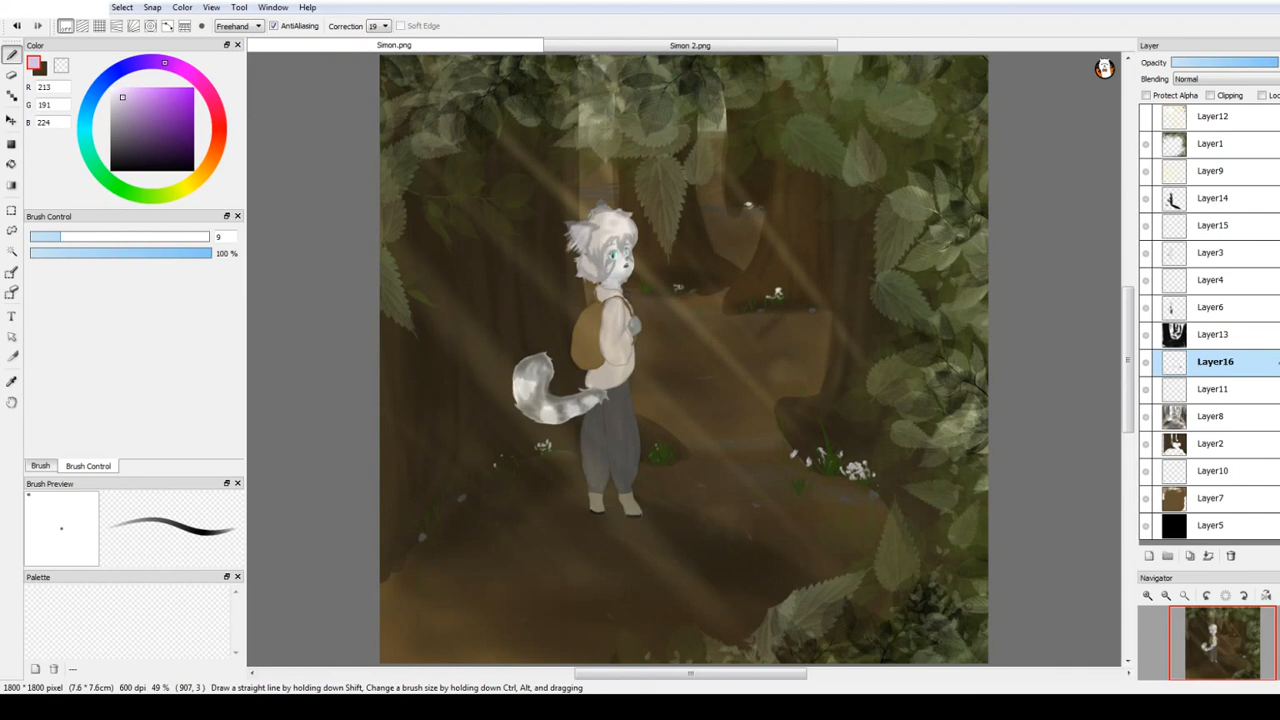 Select Snap Color View Tool Window Help
Freehand AntiAliasing Correction 19 Soft Edge
Color
R 213
G 191
B 224
Brush Control
9
100 %
Brush Brush Control
Brush Preview
Palette
---
Simon.png Simon 2.png
Layer
Opacity
Blending Normal
Protect Alpha Clipping Loc
Layer12
Layer1
Layer9
Layer14
Layer15
Layer3
Layer4
Layer6
Layer13
Layer16
Layer11
Layer8
Layer2
Layer10
Layer7
Layer5
Navigator
1800 * 1800 pixel (7.6 * 7.6cm) 600 dpi 49 % ( 907, 3 ) Draw a straight line by holding down Shift, Change a brush size by holding down Ctrl, Alt, and dragging